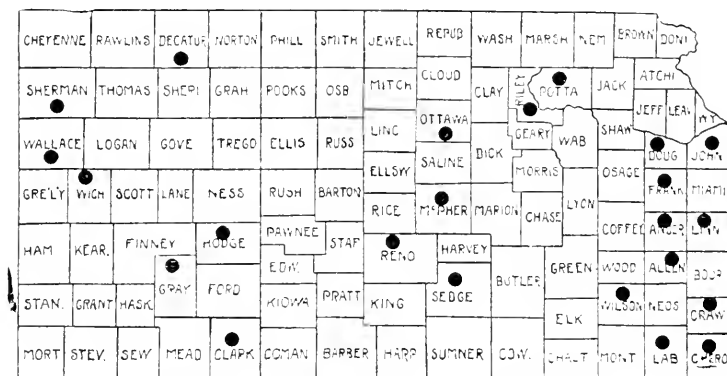 CHEYENNE RAWLINS DECATUR NORTON PHILL SMITH JEWELL REPUB WASH MARSH NEM BROWN DONI
SHERMAN THOMAS SHERI GRAH ROOKS OSB MITCH CLOUD CLAY RILEY POTTA JACK ATCHI
JEFF LEAV WY
WALLACE LOGAN GOVE TREGO ELLIS RUSS LINC OTTAWA GEARY WAB SHAW DOUG JOHN
ELLSW SALINE DICK MORRIS OSAGE FRANK MIAMI
GRE'LY WICH SCOTT LANE NESS RUSH BARTON RICE McPHER MARION CHASE LYON COFFEY ANDER LINN
HAM KEAR. FINNEY HODGE PAWNEE STAF RENO HARVEY
GRAY FORD EDW. SEDGE BUTLER GREEN WOOD ALLEN BOUR
STAN. GRANT HASK. KIOWA PRATT KING ELK WILSON NEOS CRAW
MORT STEV. SEW MEAD CLARK COMAN BARBER HARP SUMNER COW. CHAUT MONT LAB CHERO